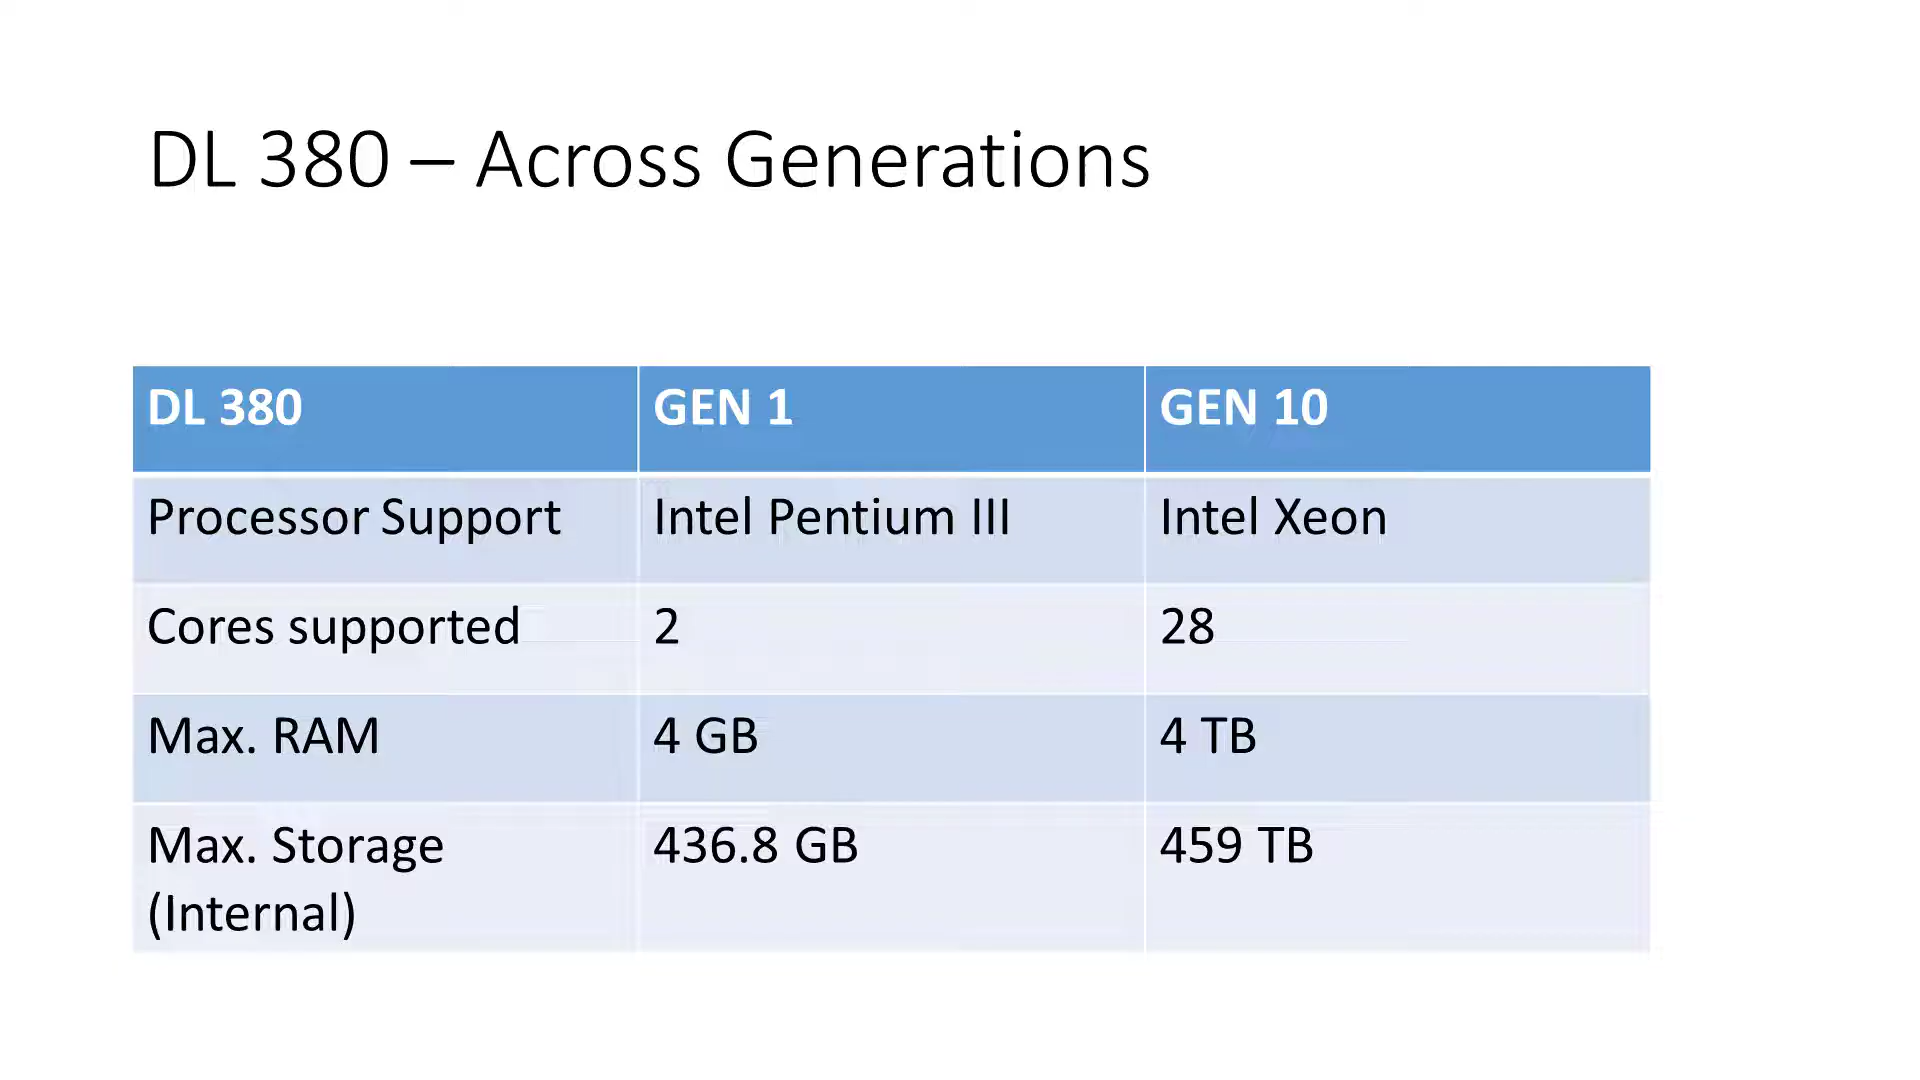 DL 380 – Across Generations
DL 380 GEN 1 GEN 10
Processor Support Intel Pentium III Intel Xeon
Cores supported 2 28
Max. RAM 4 GB 4 TB
Max. Storage 436.8 GB 459 TB
(Internal)